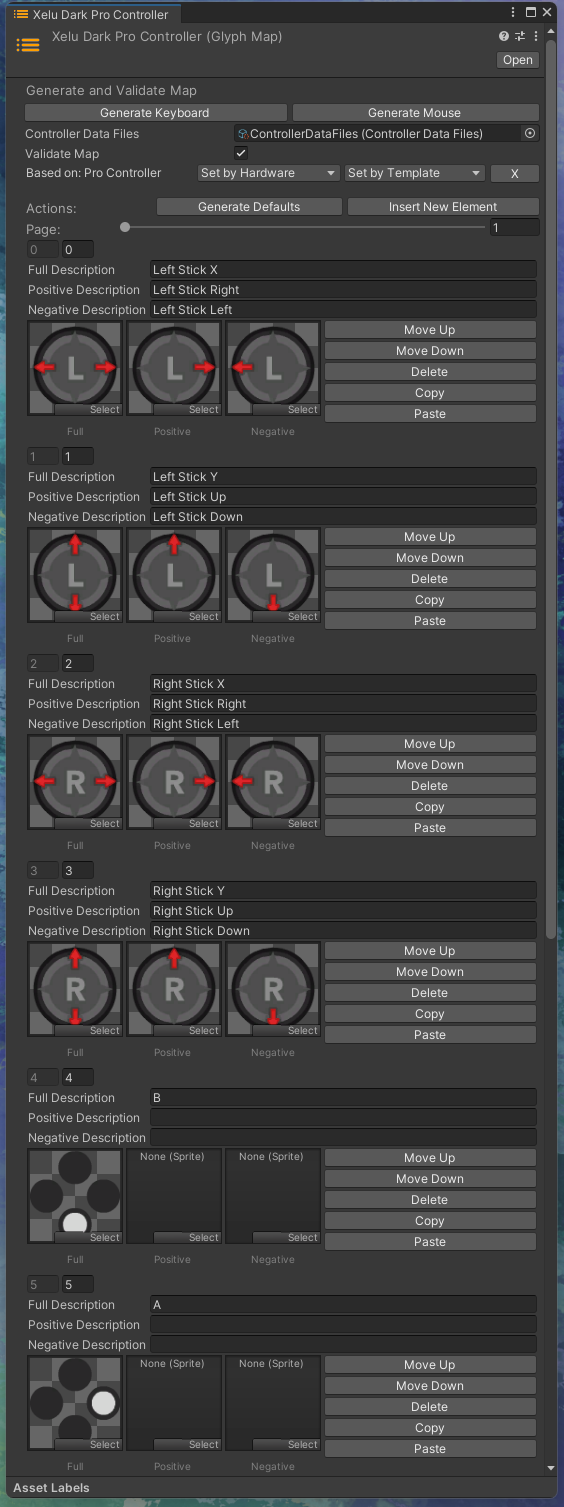 Xelu Dark Pro Controller
Xelu Dark Pro Controller (Glyph Map)
Open
Generate and Validate Map
Generate Keyboard Generate Mouse
Controller Data Files ControllerDataFiles (Controller Data Files)
Validate Map
Based on: Pro Controller Set by Hardware Set by Template X
Actions: Generate Defaults Insert New Element
Page: 1
0 0
Full Description Left Stick X
Positive Description Left Stick Right
Negative Description Left Stick Left
L L L
Select Select Select
Full Positive Negative
Move Up
Move Down
Delete
Copy
Paste
1 1
Full Description Left Stick Y
Positive Description Left Stick Up
Negative Description Left Stick Down
L L L
Select Select Select
Full Positive Negative
Move Up
Move Down
Delete
Copy
Paste
2 2
Full Description Right Stick X
Positive Description Right Stick Right
Negative Description Right Stick Left
R R R
Select Select Select
Full Positive Negative
Move Up
Move Down
Delete
Copy
Paste
3 3
Full Description Right Stick Y
Positive Description Right Stick Up
Negative Description Right Stick Down
R R R
Select Select Select
Full Positive Negative
Move Up
Move Down
Delete
Copy
Paste
4 4
Full Description B
Positive Description
Negative Description
None (Sprite) None (Sprite)
Select Select Select
Full Positive Negative
Move Up
Move Down
Delete
Copy
Paste
5 5
Full Description A
Positive Description
Negative Description
None (Sprite) None (Sprite)
Select Select Select
Full Positive Negative
Move Up
Move Down
Delete
Copy
Paste
Asset Labels